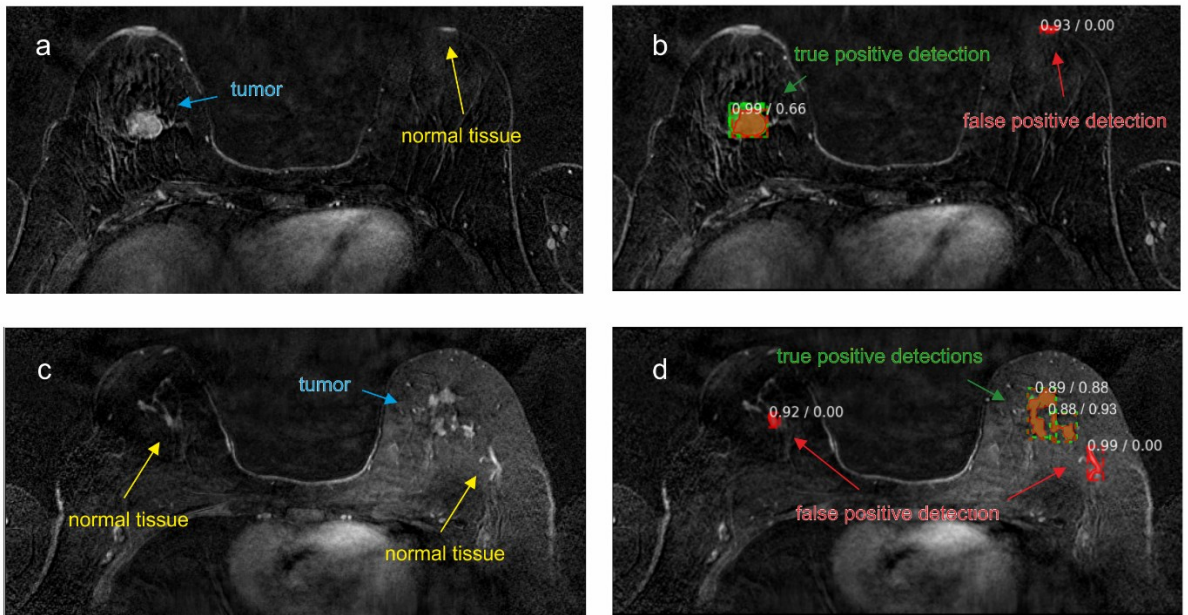 a
tumor
normal tissue
b
0.93 / 0.00
true positive detection
0.99 / 0.66
false positive detection
c
tumor
normal tissue
normal tissue
d
true positive detections
0.89 / 0.88
0.92 / 0.00
0.88 / 0.93
0.99 / 0.00
false positive detection